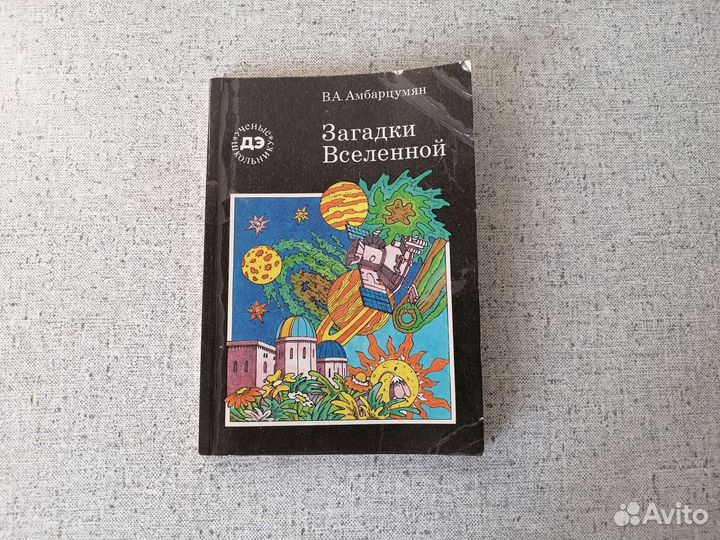 В.А. Амбарцумян
Загадки
Вселенной
УЧЕНЫЕ
ШКОЛЬНИКУ
ДЭ
Avito